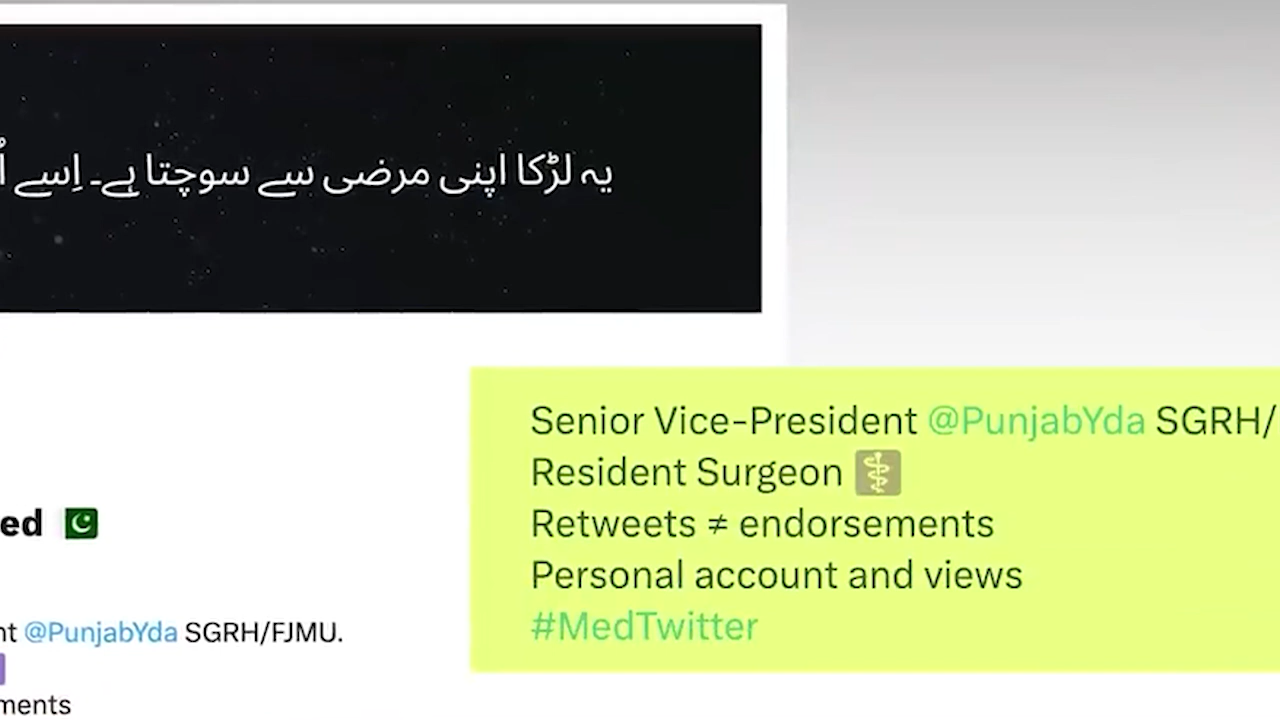 یہ لڑکا اپنی مرضی سے سوچتا ہے۔ اِسے
Senior Vice-President @PunjabYda SGRH/
Resident Surgeon
Retweets ≠ endorsements
Personal account and views
#MedTwitter
ed
nt @PunjabYda SGRH/FJMU.
ments